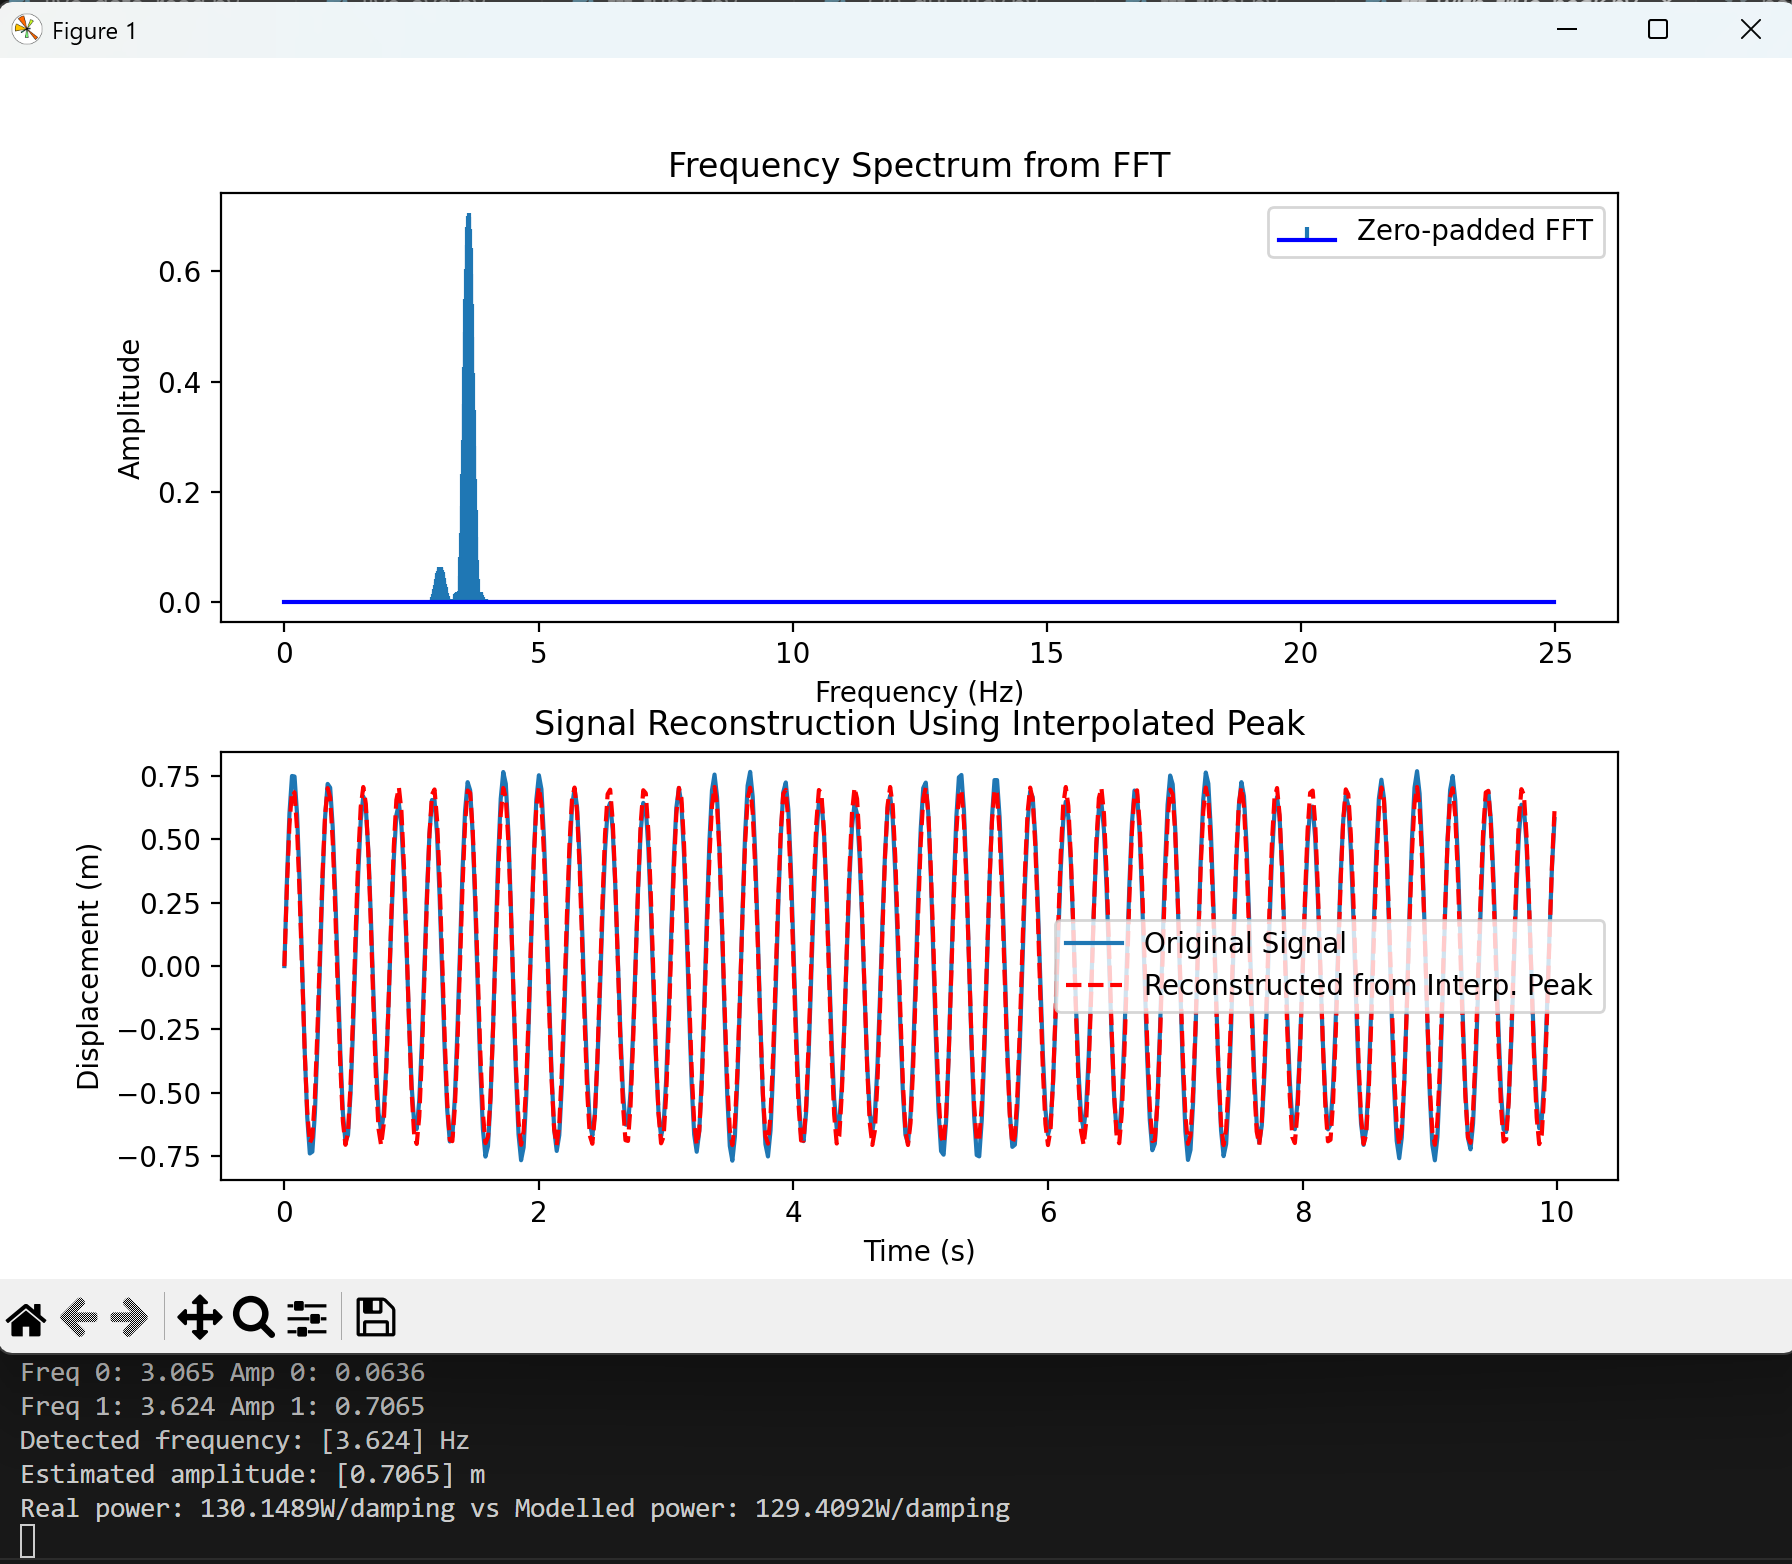 Figure 1
Frequency Spectrum from FFT
Zero-padded FFT
Amplitude
0.6
0.4
0.2
0.0
0 5 10 15 20 25
Frequency (Hz)
Signal Reconstruction Using Interpolated Peak
Displacement (m)
0.75
0.50
0.25
0.00
−0.25
−0.50
−0.75
Original Signal
Reconstructed from Interp. Peak
0 2 4 6 8 10
Time (s)
Freq 0: 3.065 Amp 0: 0.0636
Freq 1: 3.624 Amp 1: 0.7065
Detected frequency: [3.624] Hz
Estimated amplitude: [0.7065] m
Real power: 130.1489W/damping vs Modelled power: 129.4092W/damping